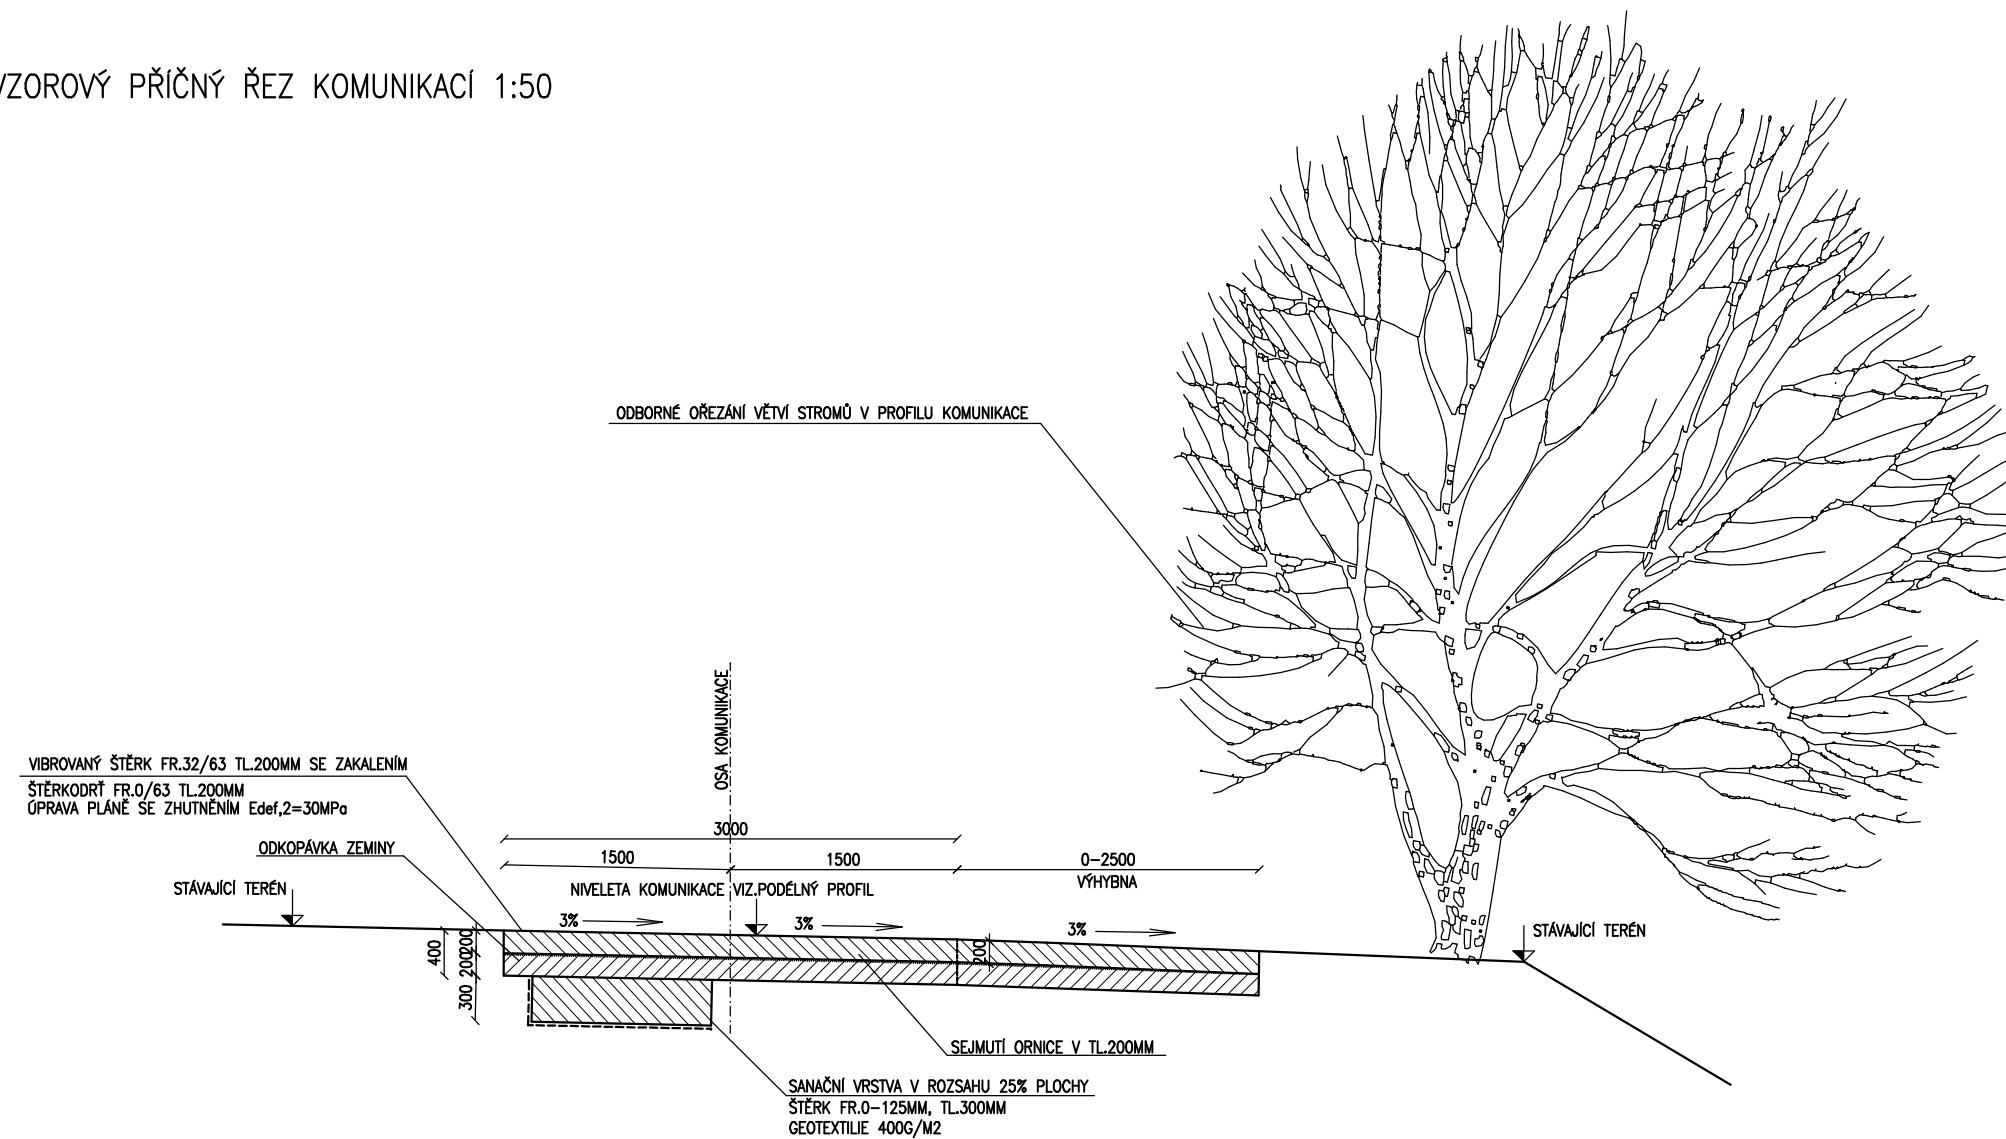 VZOROVÝ PŘÍČNÝ ŘEZ KOMUNIKACÍ 1:50
ODBORNÉ OŘEZÁNÍ VĚTVÍ STROMŮ V PROFILU KOMUNIKACE
OSA KOMUNIKACE
VIBROVANÝ ŠTĚRK FR.32/63 TL.200MM SE ZAKALENÍM
ŠTĚRKODRŤ FR.0/63 TL.200MM
ÚPRAVA PLÁNĚ SE ZHUTNĚNÍM Edef,2=30MPa
ODKOPÁVKA ZEMINY
STÁVAJÍCÍ TERÉN
3000
1500
1500
0-2500
VÝHYBNA
NIVELETA KOMUNIKACE VIZ.PODÉLNÝ PROFIL
3%
3%
3%
STÁVAJÍCÍ TERÉN
400
200
200
300
200
SEJMUTÍ ORNICE V TL.200MM
SANAČNÍ VRSTVA V ROZSAHU 25% PLOCHY
ŠTĚRK FR.0-125MM, TL.300MM
GEOTEXTILIE 400G/M2